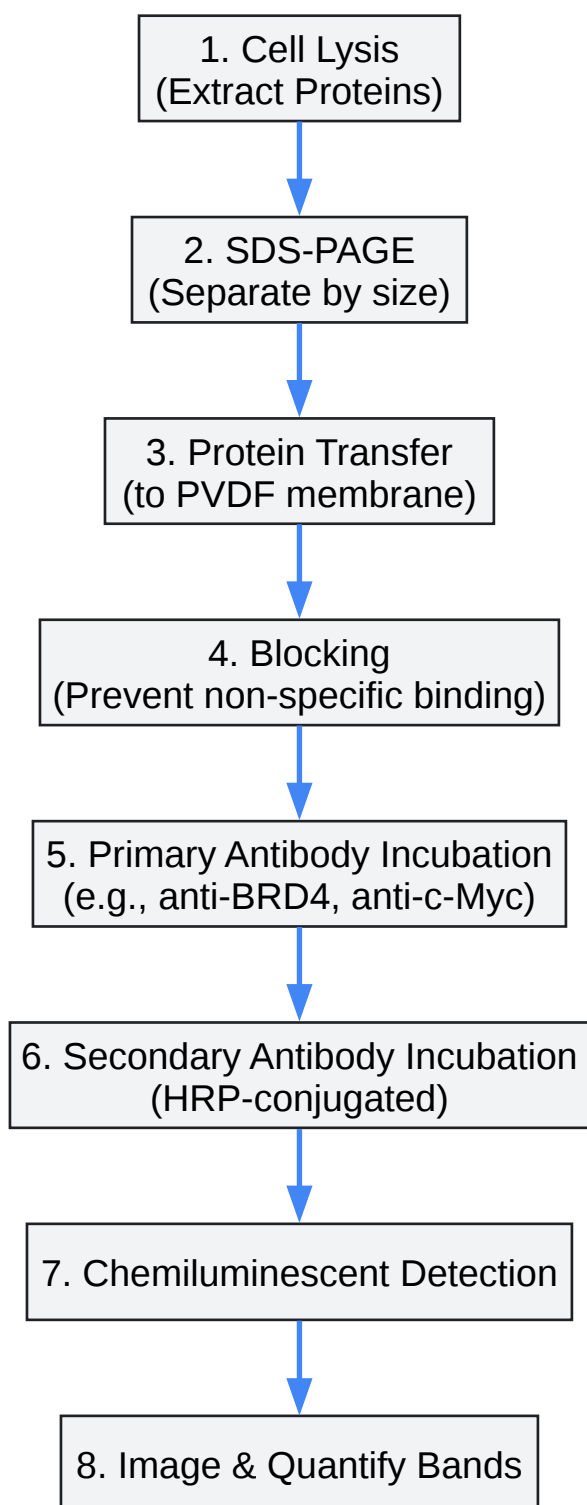 1. Cell Lysis
(Extract Proteins)
2. SDS-PAGE
(Separate by size)
3. Protein Transfer
(to PVDF membrane)
4. Blocking
(Prevent non-specific binding)
5. Primary Antibody Incubation
(e.g., anti-BRD4, anti-c-Myc)
6. Secondary Antibody Incubation
(HRP-conjugated)
7. Chemiluminescent Detection
8. Image & Quantify Bands